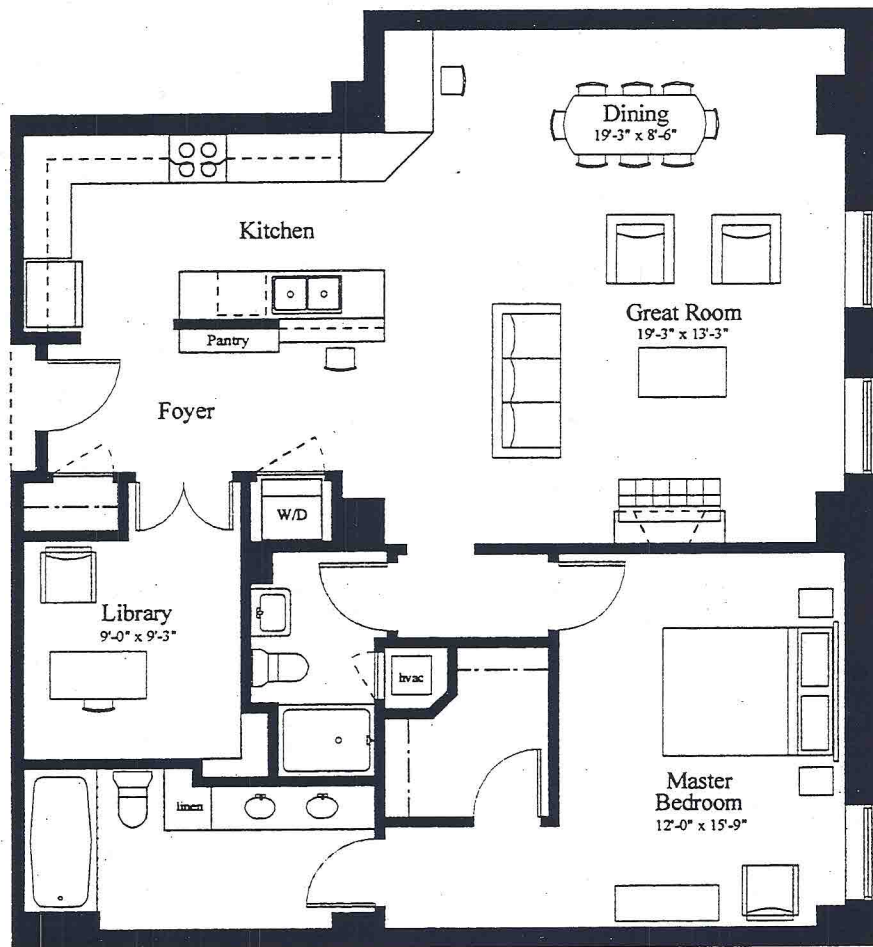 Dining
19'-3" x 8'-6"
Kitchen
Great Room
19'-3" x 13'-3"
Pantry
Foyer
W/D
Library
9'-0" x 9'-3"
hvac
Master
Bedroom
12'-0" x 15'-9"
linen